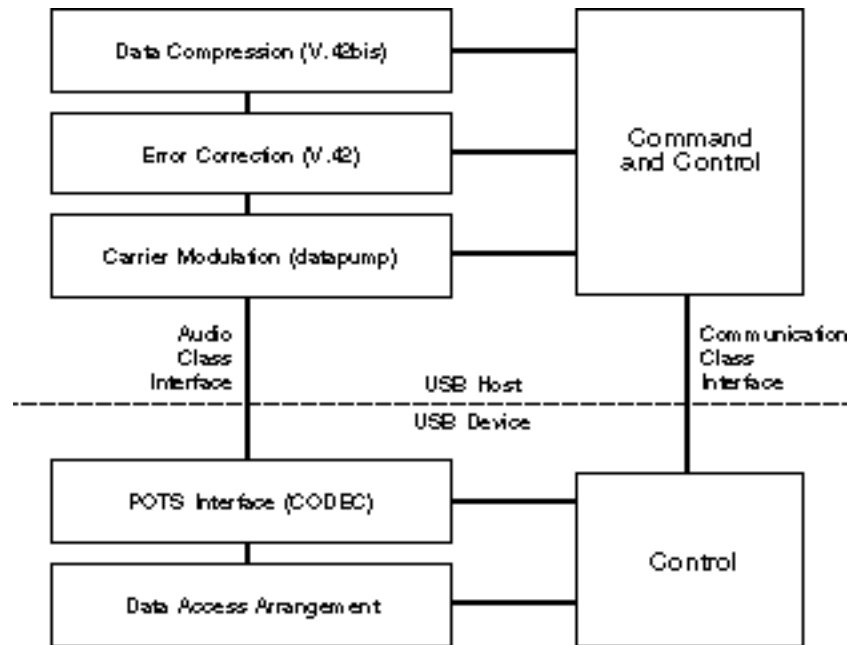 Data Compression (V.42bis)
Error Correction (V.42)
Command
and Control
Carrier Modulation (datapump)
Audio
Class
Interface
Communication
Class
Interface
USB Host
USB Device
POTS Interface (CODEC)
Control
Data Access Arrangement